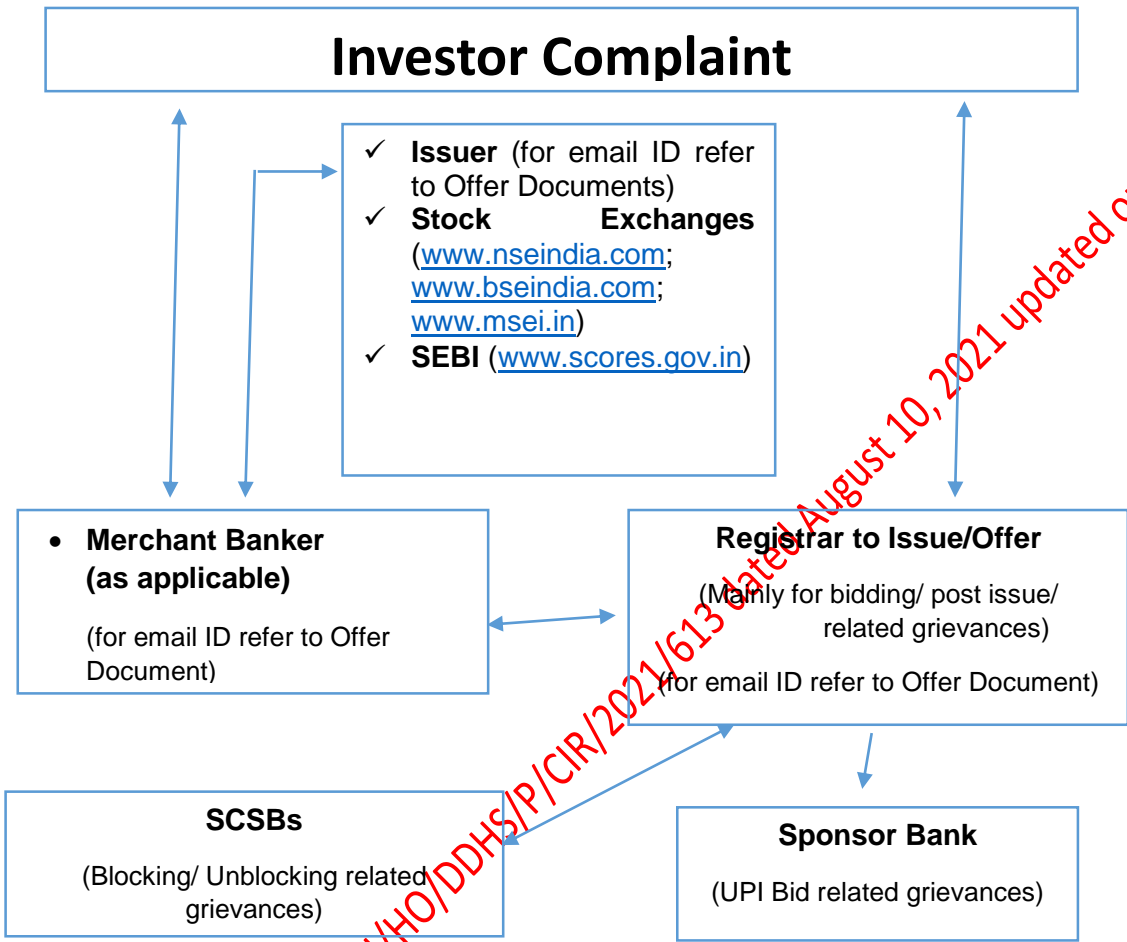 Investor Complaint
✓ Issuer (for email ID refer
to Offer Documents)
✓ Stock Exchanges
(www.nseindia.com;
www.bseindia.com;
www.msei.in)
✓ SEBI (www.scores.gov.in)
• Merchant Banker
(as applicable)
(for email ID refer to Offer
Document)
Registrar to Issue/Offer
(Mainly for bidding/ post issue/
related grievances)
(for email ID refer to Offer Document)
SCSBs
(Blocking/ Unblocking related
grievances)
Sponsor Bank
(UPI Bid related grievances)
/HO/DDHS/P/CIR/2021/613 dated August 10, 2021 updated